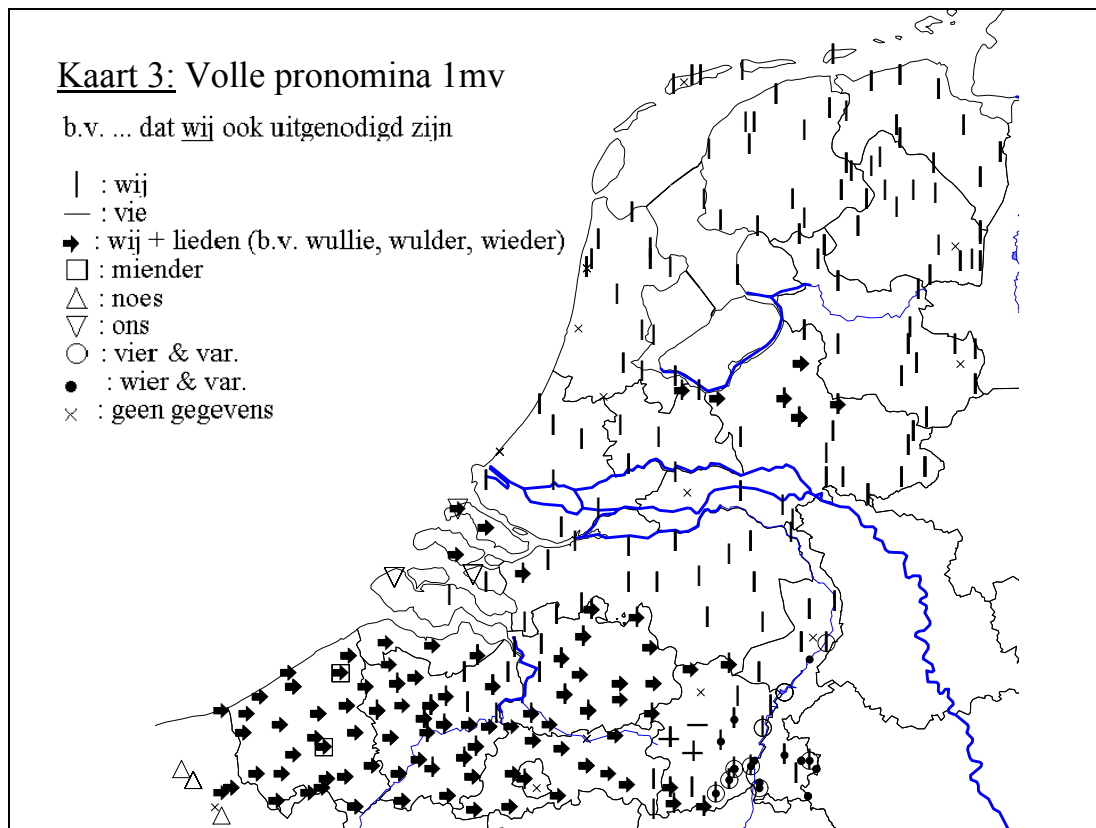 Kaart 3: Volle pronomina 1mv
b.v. ... dat wij ook uitgenodigd zijn
: wij
: vie
: wij + lieden (b.v. wullie, wulder, wieder)
: miender
: noes
: ons
: vier & var.
: wier & var.
: geen gegevens